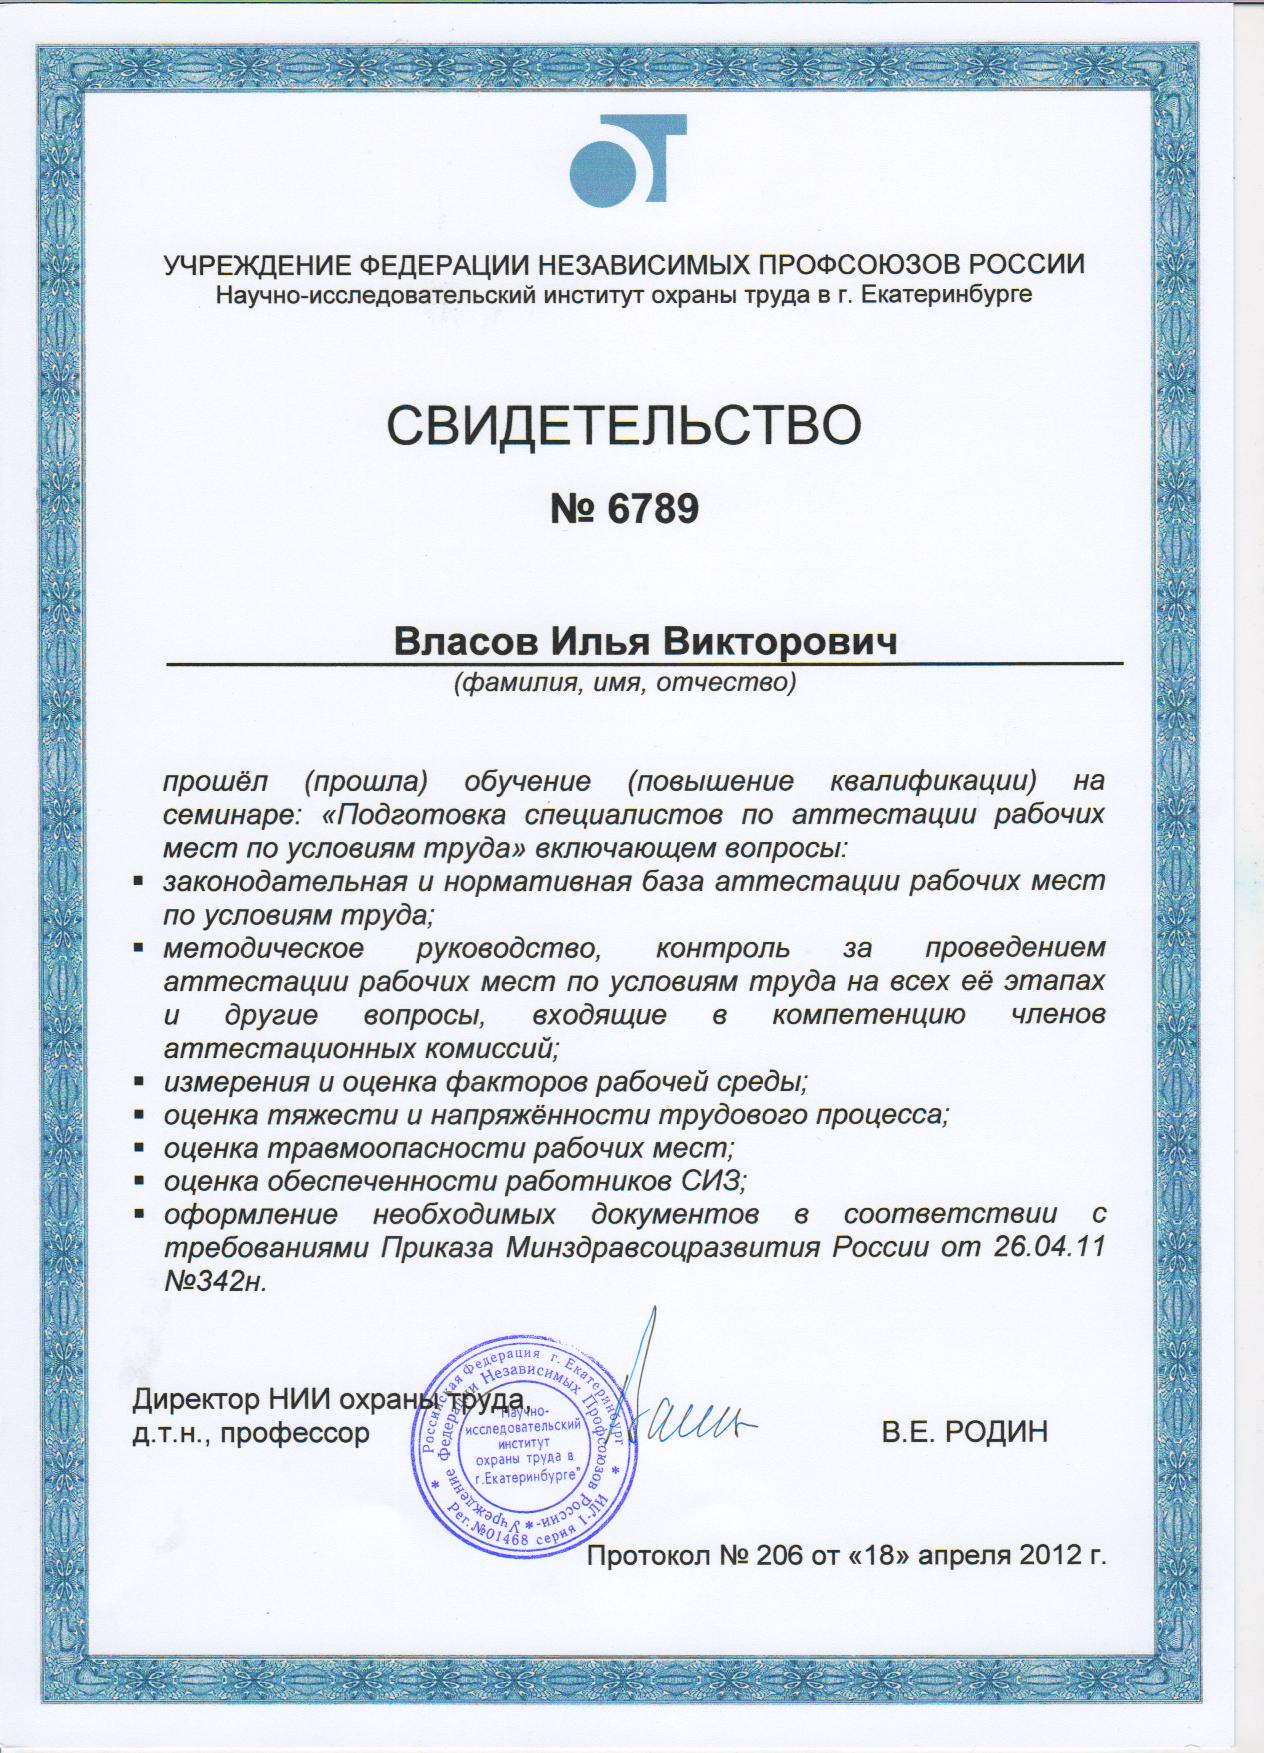 ОТ
УЧРЕЖДЕНИЕ ФЕДЕРАЦИИ НЕЗАВИСИМЫХ ПРОФСОЮЗОВ РОССИИ
Научно-исследовательский институт охраны труда в г. Екатеринбурге
СВИДЕТЕЛЬСТВО
№ 6789
Власов Илья Викторович
(фамилия, имя, отчество)
прошёл (прошла) обучение (повышение квалификации) на
семинаре: «Подготовка специалистов по аттестации рабочих
мест по условиям труда» включающем вопросы:
▪ законодательная и нормативная база аттестации рабочих мест
по условиям труда;
▪ методическое руководство, контроль за проведением
аттестации рабочих мест по условиям труда на всех её этапах
и другие вопросы, входящие в компетенцию членов
аттестационных комиссий;
▪ измерения и оценка факторов рабочей среды;
▪ оценка тяжести и напряжённости трудового процесса;
▪ оценка травмоопасности рабочих мест;
▪ оценка обеспеченности работников СИЗ;
▪ оформление необходимых документов в соответствии с
требованиями Приказа Минздравсоцразвития России от 26.04.11
№342н.
Директор НИИ охраны труда,
д.т.н., профессор
В.Е. РОДИН
Российская Федерация г. Екатеринбург
* Рег.№01468 серия I-ЛИ *
Учреждение Федерации Независимых Профсоюзов России-*
"Научно-
исследовательский
институт
охраны труда в
г.Екатеринбурге"
Протокол № 206 от «18» апреля 2012 г.